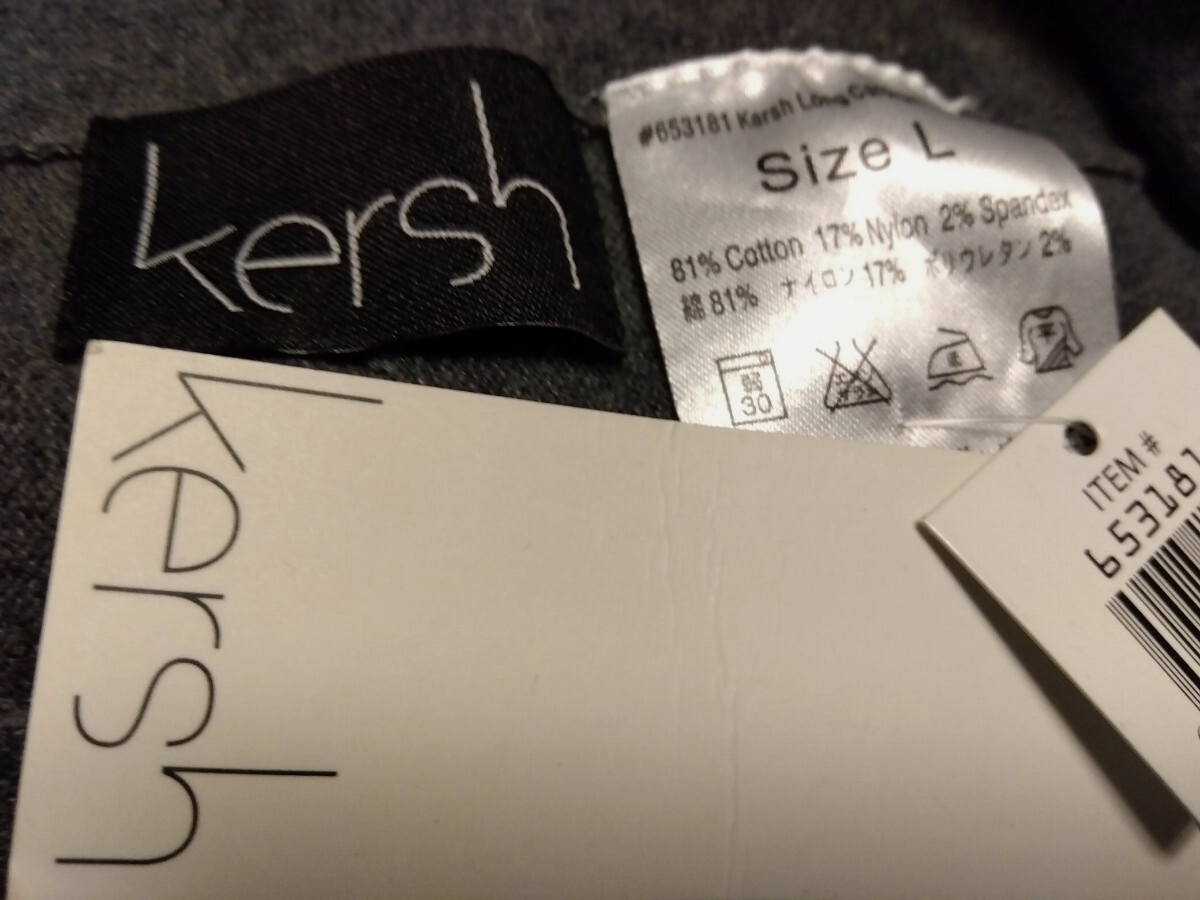 kersh
#653181 Kersh Long
Size L
81% Cotton 17% Nylon 2% Spandex
綿 81% ナイロン 17% ポリウレタン 2%
30
kersh
ITEM #
653181